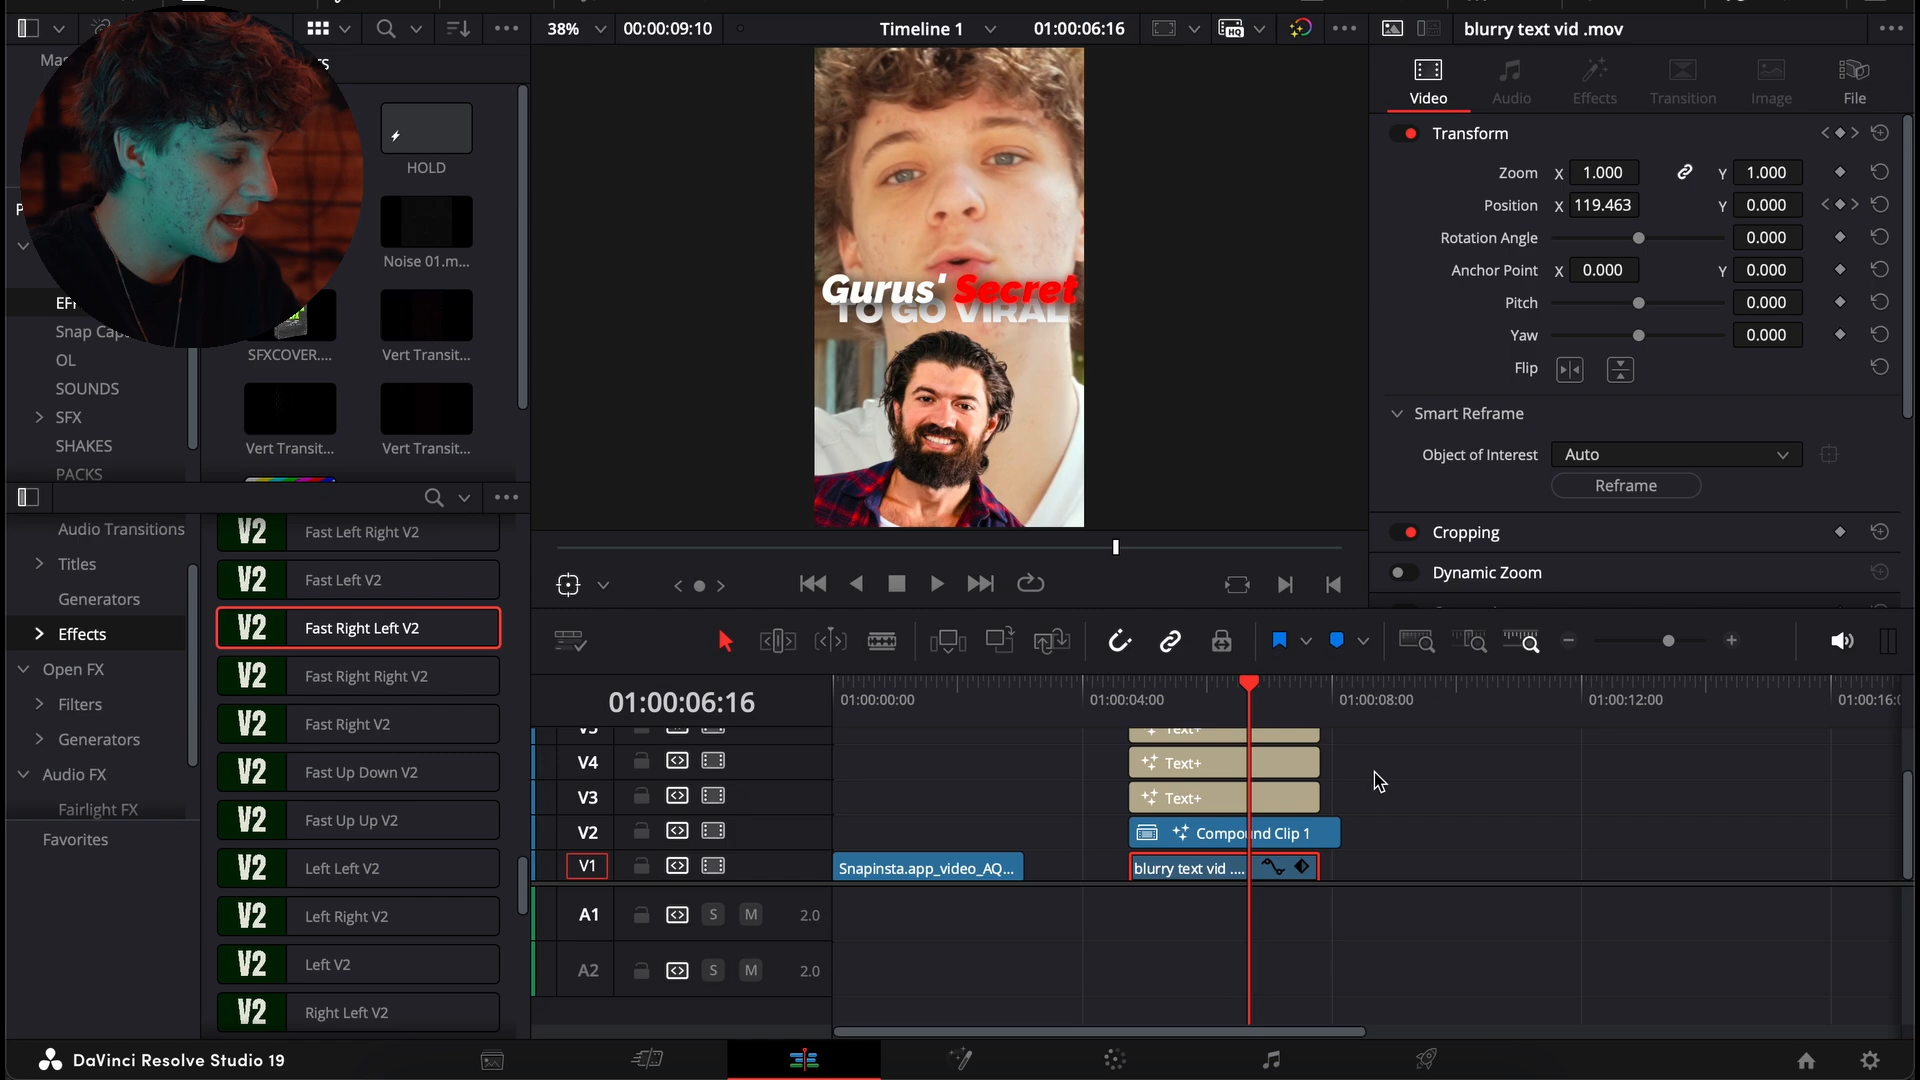 38%
00:00:09:10
Timeline 1
01:00:06:16
blurry text vid .mov
Video
Audio
Effects
Transition
Image
File
Transform
Zoom X 1.000 Y 1.000
Position X 119.463 Y 0.000
Rotation Angle 0.000
Anchor Point X 0.000 Y 0.000
Pitch 0.000
Yaw 0.000
Flip
Smart Reframe
Object of Interest Auto
Reframe
Cropping
Dynamic Zoom
HQ
HOLD
Noise 01.m...
SFXCOVER....
Vert Transit...
Vert Transit...
Vert Transit...
Snap Cap
OL
SOUNDS
SFX
SHAKES
PACKS
Gurus' Secret
TO GO VIRAL
Audio Transitions
Titles
Generators
Effects
Open FX
Filters
Generators
Audio FX
Fairlight FX
Favorites
V2 Fast Left Right V2
V2 Fast Left V2
V2 Fast Right Left V2
V2 Fast Right Right V2
V2 Fast Right V2
V2 Fast Up Down V2
V2 Fast Up Up V2
V2 Left Left V2
V2 Left Right V2
V2 Left V2
V2 Right Left V2
01:00:06:16
01:00:00:00
01:00:04:00
01:00:08:00
01:00:12:00
01:00:16:0
Text+
V4 Text+
V3 Text+
V2 Compound Clip 1
V1 Snapinsta.app_video_AQ... blurry text vid ....
A1 S M 2.0
A2 S M 2.0
DaVinci Resolve Studio 19